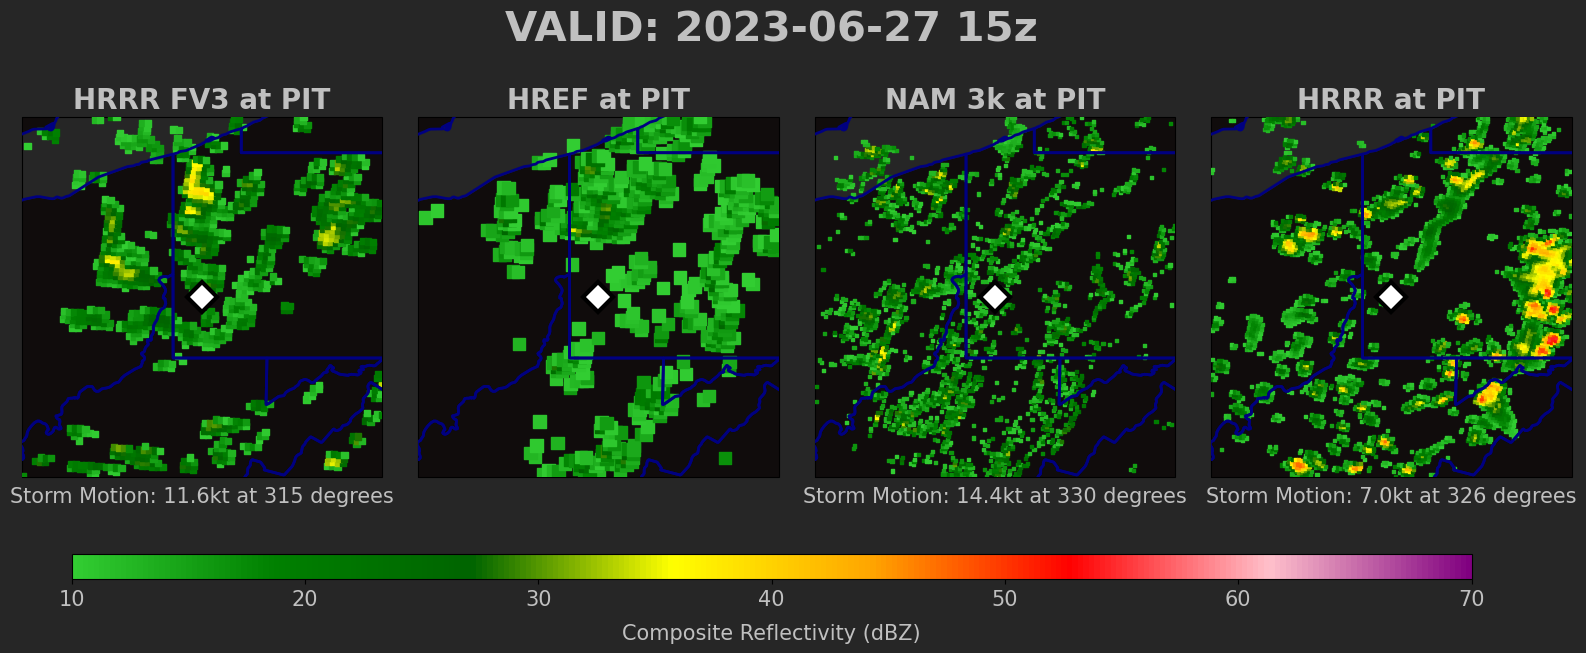 VALID: 2023-06-27 15z
HRRR FV3 at PIT
HREF at PIT
NAM 3k at PIT
HRRR at PIT
Storm Motion: 11.6kt at 315 degrees
Storm Motion: 14.4kt at 330 degrees
Storm Motion: 7.0kt at 326 degrees
10 20 30 40 50 60 70
Composite Reflectivity (dBZ)